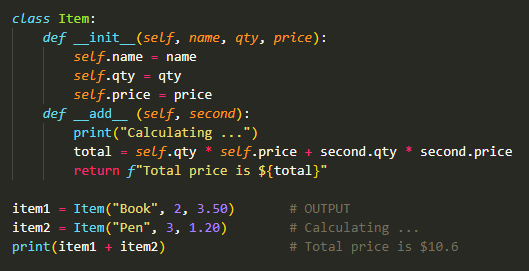 class Item:
    def __init__(self, name, qty, price):
        self.name = name
        self.qty = qty
        self.price = price
    def __add__ (self, second):
        print("Calculating ...")
        total = self.qty * self.price + second.qty * second.price
        return f"Total price is ${total}"

item1 = Item("Book", 2, 3.50)       # OUTPUT
item2 = Item("Pen", 3, 1.20)        # Calculating ...
print(item1 + item2)                # Total price is $10.6